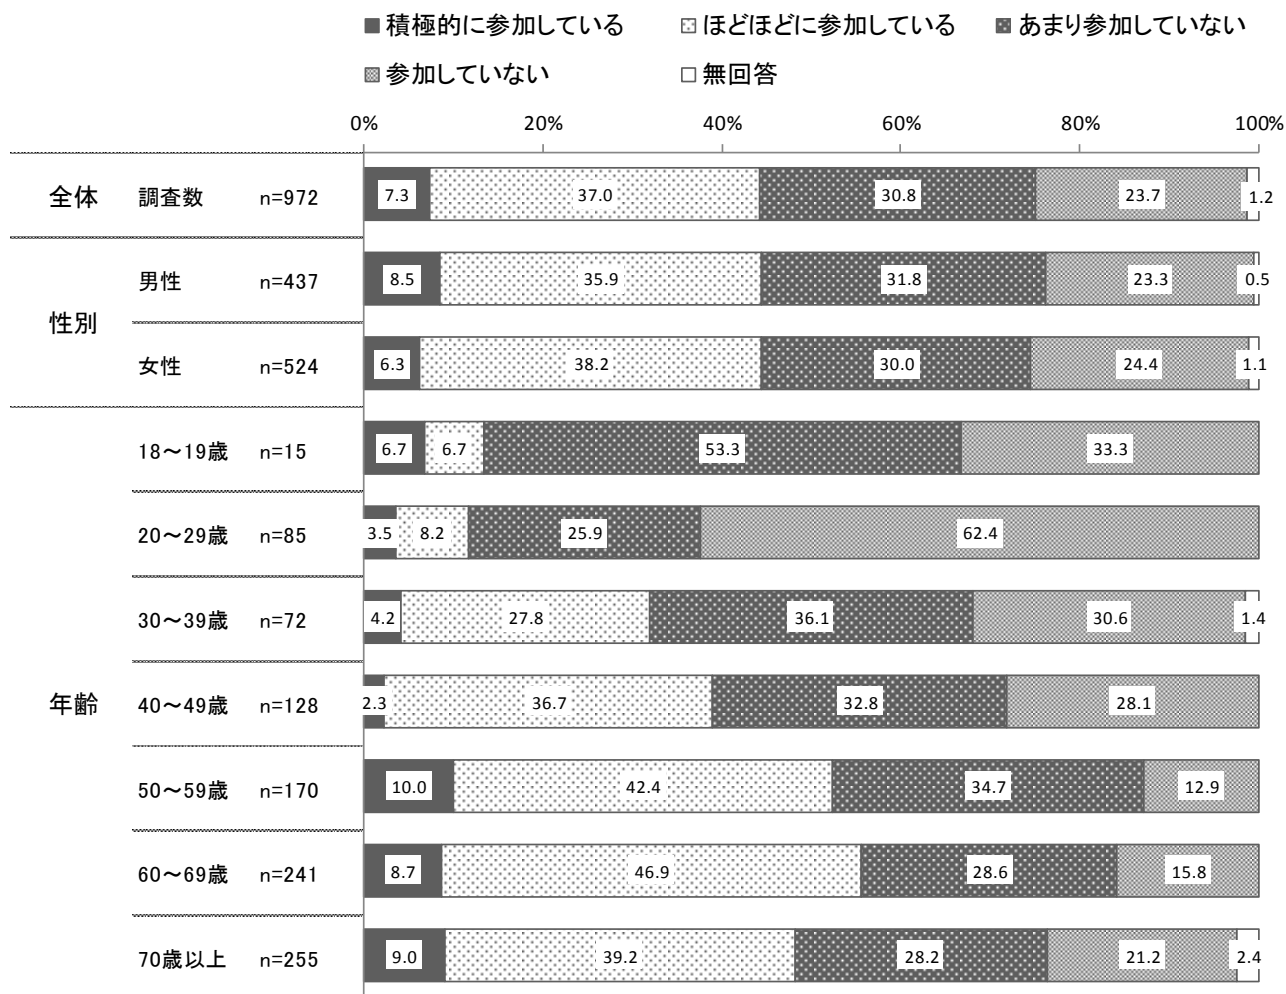 ■積極的に参加している □ほどほどに参加している ■あまり参加していない
■参加していない □無回答
0% 20% 40% 60% 80% 100%
全体 調査数 n=972 7.3 37.0 30.8 23.7 1.2
性別
男性 n=437 8.5 35.9 31.8 23.3 0.5
女性 n=524 6.3 38.2 30.0 24.4 1.1
年齢
18～19歳 n=15 6.7 6.7 53.3 33.3
20～29歳 n=85 3.5 8.2 25.9 62.4
30～39歳 n=72 4.2 27.8 36.1 30.6 1.4
40～49歳 n=128 2.3 36.7 32.8 28.1
50～59歳 n=170 10.0 42.4 34.7 12.9
60～69歳 n=241 8.7 46.9 28.6 15.8
70歳以上 n=255 9.0 39.2 28.2 21.2 2.4